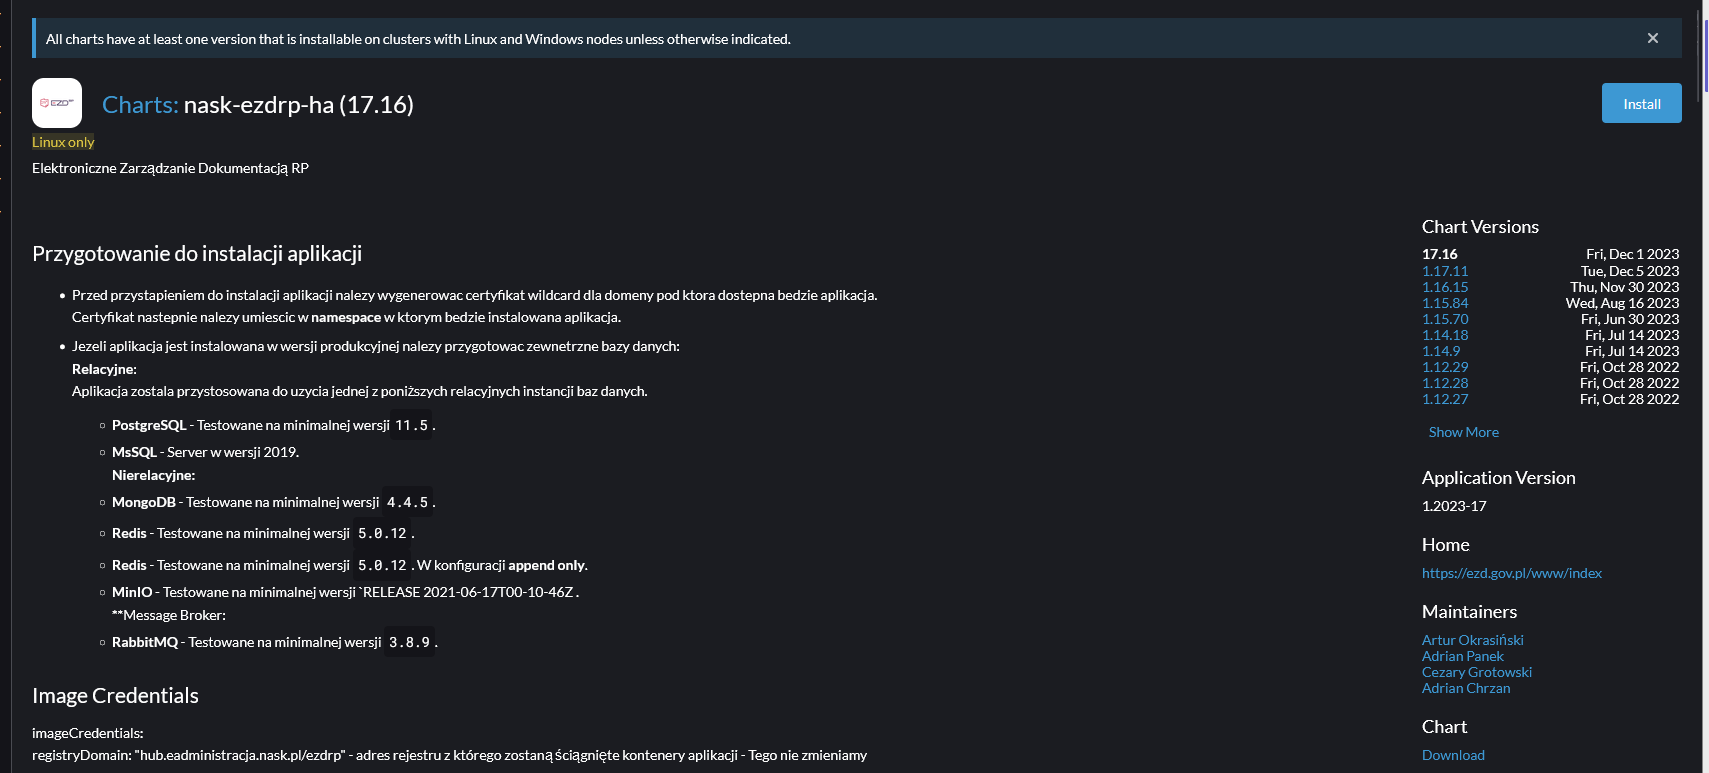 All charts have at least one version that is installable on clusters with Linux and Windows nodes unless otherwise indicated.
EZD RP
Charts: nask-ezdrp-ha (17.16)
Install
Linux only
Elektroniczne Zarządzanie Dokumentacją RP
Przygotowanie do instalacji aplikacji
Przed przystapieniem do instalacji aplikacji nalezy wygenerowac certyfikat wildcard dla domeny pod ktora dostepna bedzie aplikacja.
Certyfikat nastepnie nalezy umiescic w namespace w ktorym bedzie instalowana aplikacja.
Jezeli aplikacja jest instalowana w wersji produkcyjnej nalezy przygotowac zewnetrzne bazy danych:
Relacyjne:
Aplikacja zostala przystosowana do uzycia jednej z poniższych relacyjnych instancji baz danych.
PostgreSQL - Testowane na minimalnej wersji 11.5 .
MsSQL - Server w wersji 2019.
Nierelacyjne:
MongoDB - Testowane na minimalnej wersji 4.4.5 .
Redis - Testowane na minimalnej wersji 5.0.12 .
Redis - Testowane na minimalnej wersji 5.0.12 . W konfiguracji append only.
MinIO - Testowane na minimalnej wersji `RELEASE 2021-06-17T00-10-46Z .
**Message Broker:
RabbitMQ - Testowane na minimalnej wersji 3.8.9 .
Image Credentials
imageCredentials:
registryDomain: "hub.eadministracja.nask.pl/ezdrp" - adres rejestru z którego zostaną ściągnięte kontenery aplikacji - Tego nie zmieniamy
Chart Versions
17.16 Fri, Dec 1 2023
1.17.11 Tue, Dec 5 2023
1.16.15 Thu, Nov 30 2023
1.15.84 Wed, Aug 16 2023
1.15.70 Fri, Jun 30 2023
1.14.18 Fri, Jul 14 2023
1.14.9 Fri, Jul 14 2023
1.12.29 Fri, Oct 28 2022
1.12.28 Fri, Oct 28 2022
1.12.27 Fri, Oct 28 2022
Show More
Application Version
1.2023-17
Home
https://ezd.gov.pl/www/index
Maintainers
Artur Okrasiński
Adrian Panek
Cezary Grotowski
Adrian Chrzan
Chart
Download